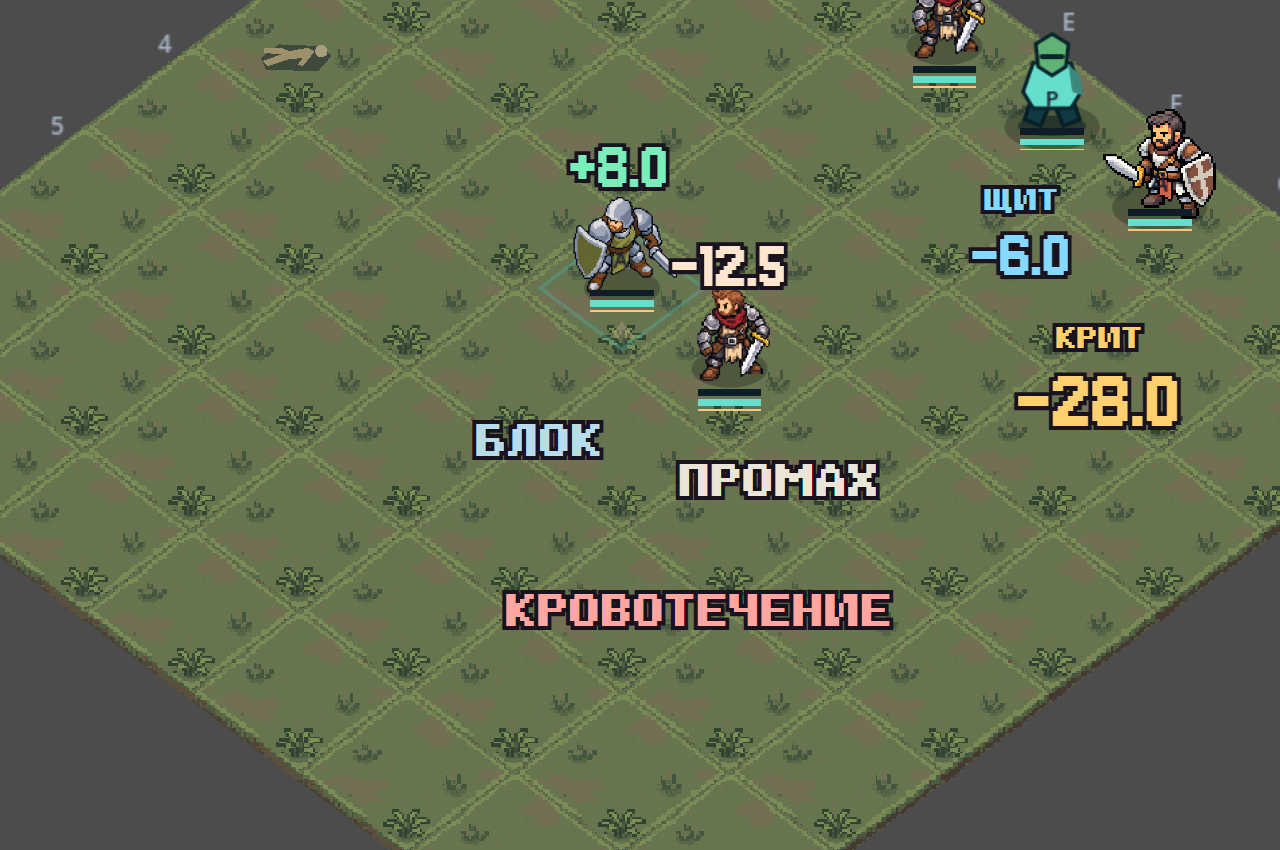 E
4
P
F
5
+8.0
ЩИТ
-6.0
-12.5
КРИТ
-28.0
БЛОК
ПРОМАХ
КРОВОТЕЧЕНИЕ